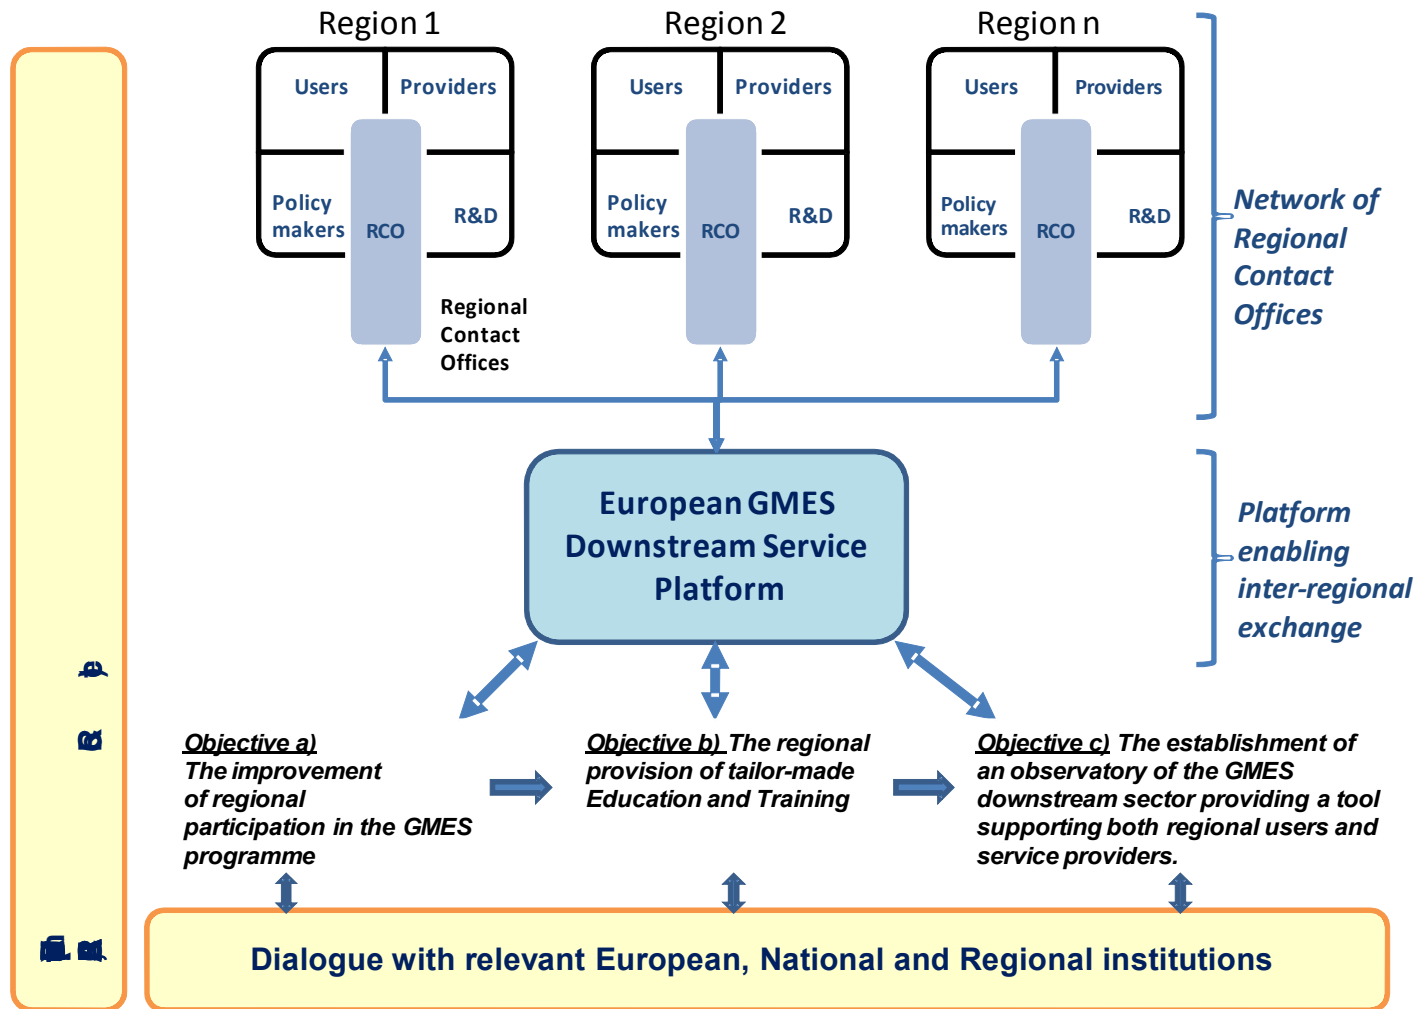 Region 1
Region 2
Region n
Users
Providers
Users
Providers
Users
Providers
Policy
makers
RCO
R&D
Policy
makers
RCO
R&D
Policy
makers
RCO
R&D
Regional
Contact
Offices
Network of
Regional
Contact
Offices
European GMES
Downstream Service
Platform
Platform
enabling
inter-regional
exchange
Objective a)
The improvement
of regional
participation in the GMES
programme
Objective b) The regional
provision of tailor-made
Education and Training
Objective c) The establishment of
an observatory of the GMES
downstream sector providing a tool
supporting both regional users and
service providers.
Dialogue with relevant European, National and Regional institutions